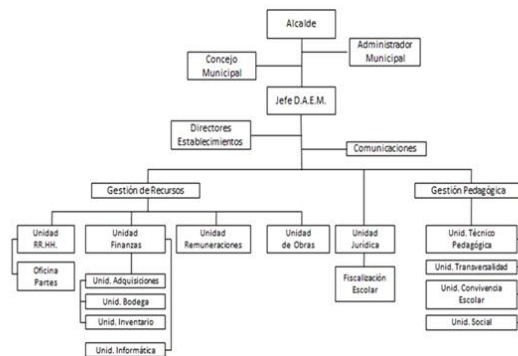 Alcalde
Administrador
Municipal
Concejo
Municipal
Jefe D.A.E.M.
Directores
Establecimientos
Comunicaciones
Gestión de Recursos
Gestión Pedagógica
Unidad
RR.HH.
Unidad
Finanzas
Unidad
Remuneraciones
Unidad
de Obras
Unidad
Jurídica
Unid. Técnico
Pedagógica
Oficina
Partes
Unid. Adquisiciones
Unid. Bodega
Unid. Inventario
Unid. Informática
Fiscalización
Escolar
Unid. Transversalidad
Unid. Convivencia
Escolar
Unid. Social